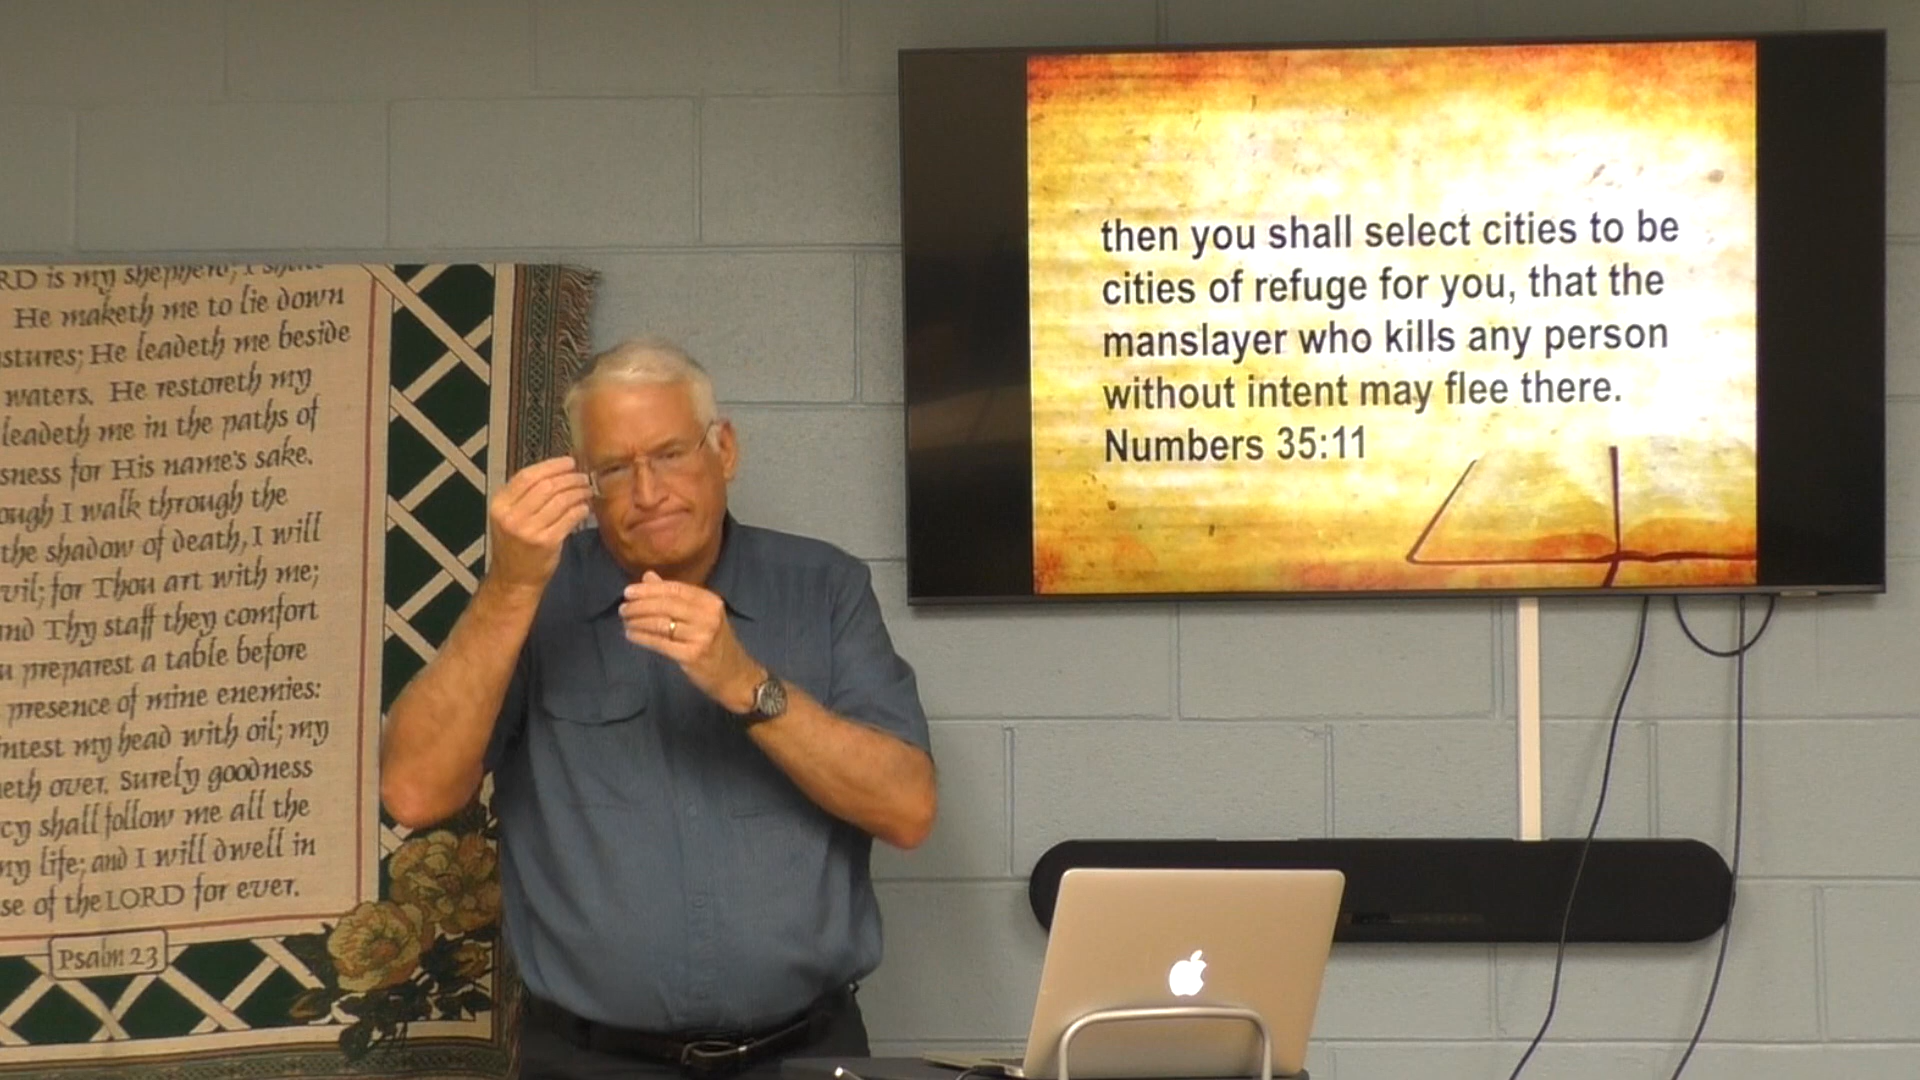 RD is my shepherd; I
He maketh me to lie down
stures; He leadeth me beside
waters. He restoreth my
leadeth me in the paths of
sness for His name's sake.
ough I walk through the
the shadow of death, I will
vil; for Thou art with me;
nd Thy staff they comfort
u preparest a table before
presence of mine enemies:
ntest my head with oil; my
eth over. Surely goodness
cy shall follow me all the
my life; and I will dwell in
se of the LORD for ever.
Psalm 23
then you shall select cities to be
cities of refuge for you, that the
manslayer who kills any person
without intent may flee there.
Numbers 35:11